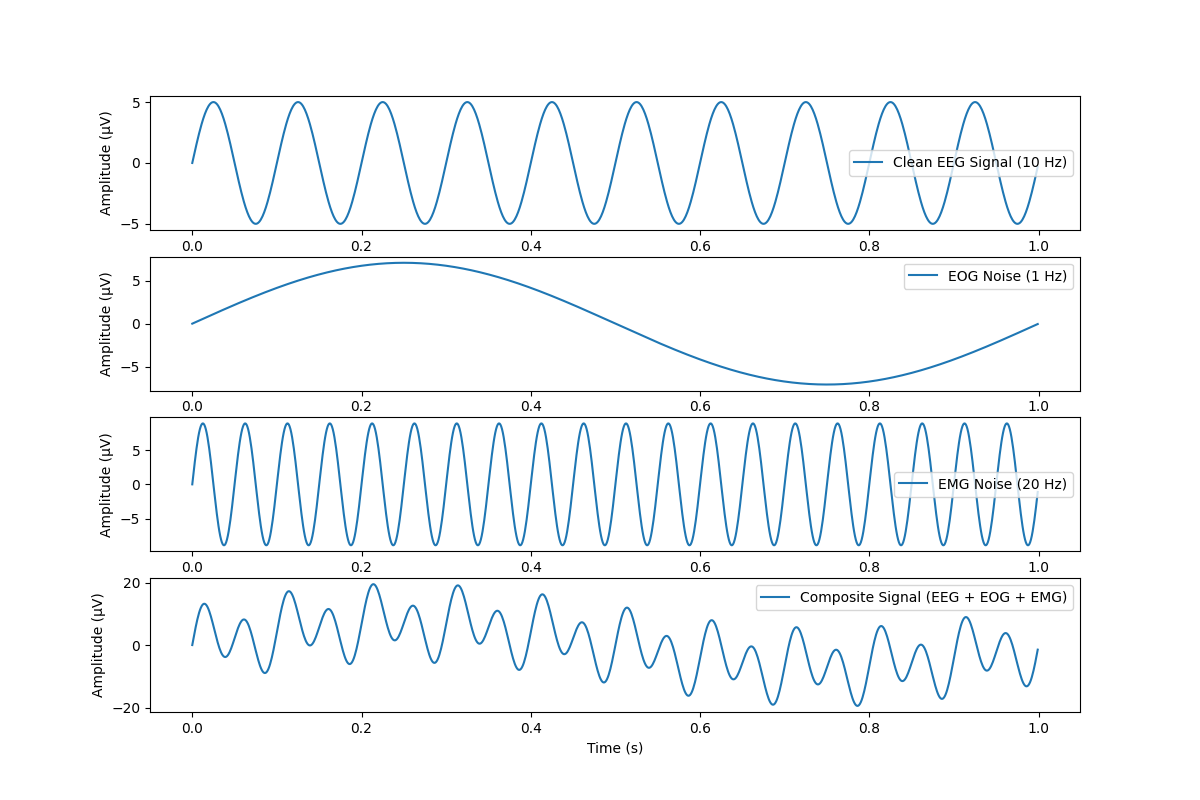 Amplitude (μV)
5
0
−5
Clean EEG Signal (10 Hz)
0.0 0.2 0.4 0.6 0.8 1.0
Amplitude (μV)
5
0
−5
EOG Noise (1 Hz)
0.0 0.2 0.4 0.6 0.8 1.0
Amplitude (μV)
5
0
−5
EMG Noise (20 Hz)
0.0 0.2 0.4 0.6 0.8 1.0
Amplitude (μV)
20
0
−20
Composite Signal (EEG + EOG + EMG)
0.0 0.2 0.4 0.6 0.8 1.0
Time (s)